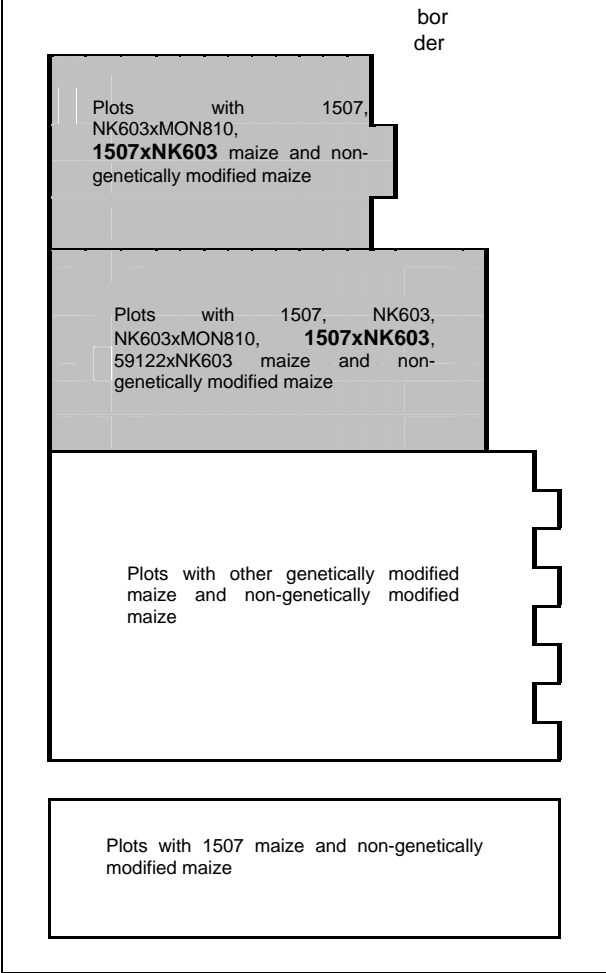 bor
der
Plots with 1507,
NK603xMON810,
1507xNK603 maize and non-
genetically modified maize
Plots with 1507, NK603,
NK603xMON810, 1507xNK603,
59122xNK603 maize and non-
genetically modified maize
Plots with other genetically modified
maize and non-genetically modified
maize
Plots with 1507 maize and non-genetically
modified maize